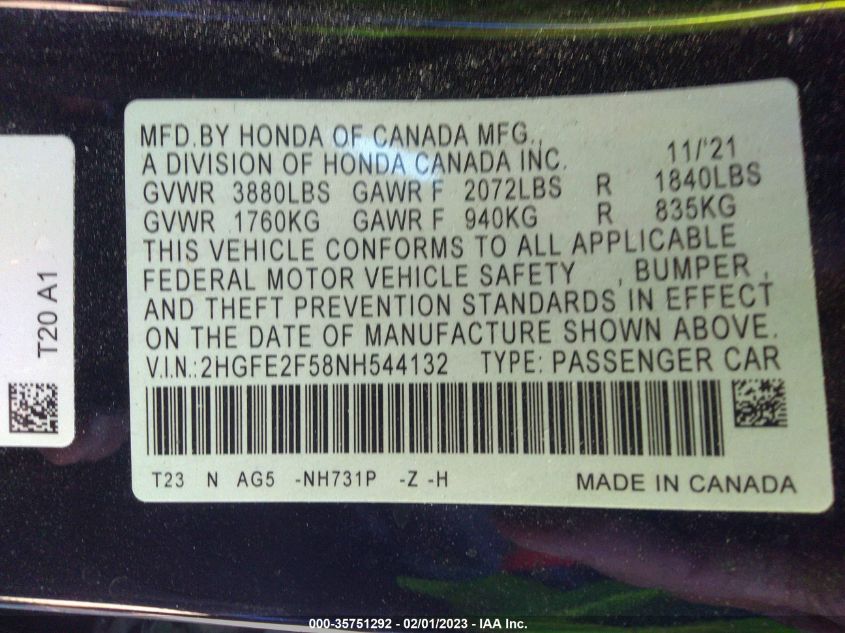 MFD.BY HONDA OF CANADA MFG.,
A DIVISION OF HONDA CANADA INC. 11/'21
GVWR 3880LBS GAWR F 2072LBS R 1840LBS
GVWR 1760KG GAWR F 940KG R 835KG
THIS VEHICLE CONFORMS TO ALL APPLICABLE
FEDERAL MOTOR VEHICLE SAFETY , BUMPER ,
AND THEFT PREVENTION STANDARDS IN EFFECT
ON THE DATE OF MANUFACTURE SHOWN ABOVE.
V.I.N.:2HGFE2F58NH544132 TYPE: PASSENGER CAR
T23 N AG5 -NH731P -Z -H MADE IN CANADA
T20 A1
000-35751292 - 02/01/2023 - IAA Inc.